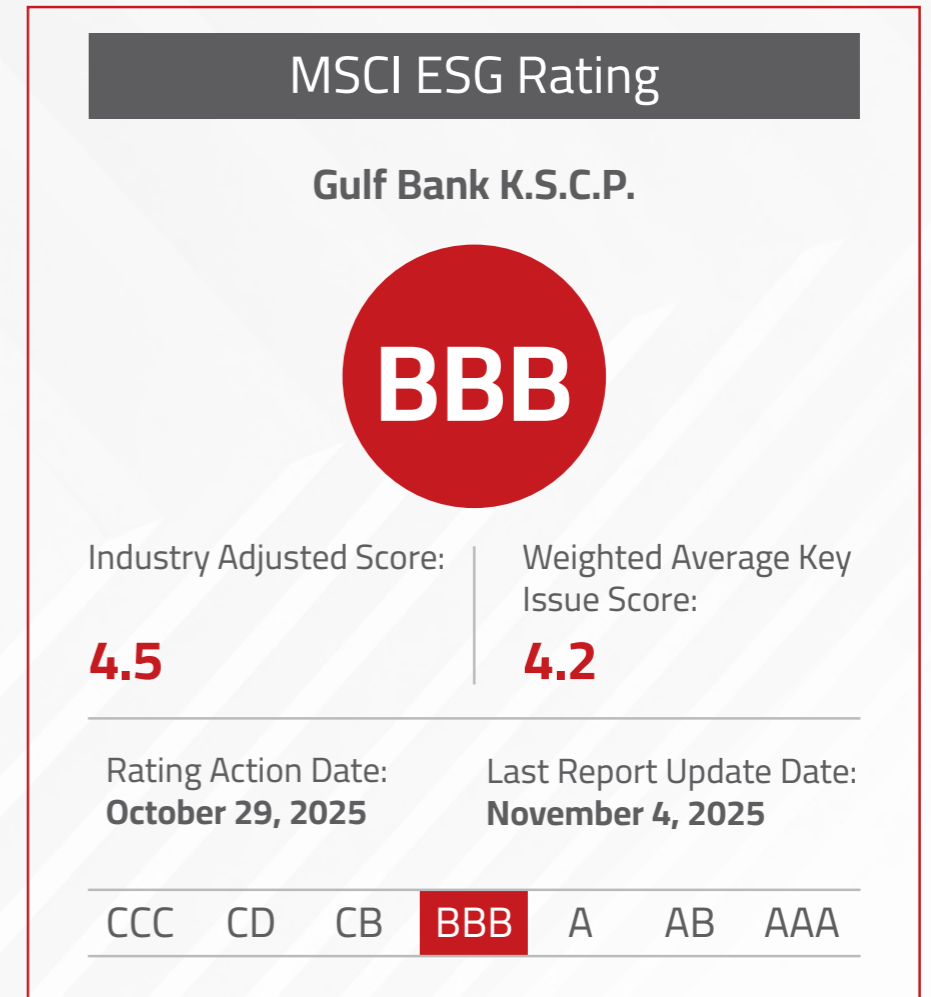 MSCI ESG Rating
Gulf Bank K.S.C.P.
BBB
Industry Adjusted Score:
4.5
Weighted Average Key
Issue Score:
4.2
Rating Action Date:
October 29, 2025
Last Report Update Date:
November 4, 2025
CCC CD CB BBB A AB AAA